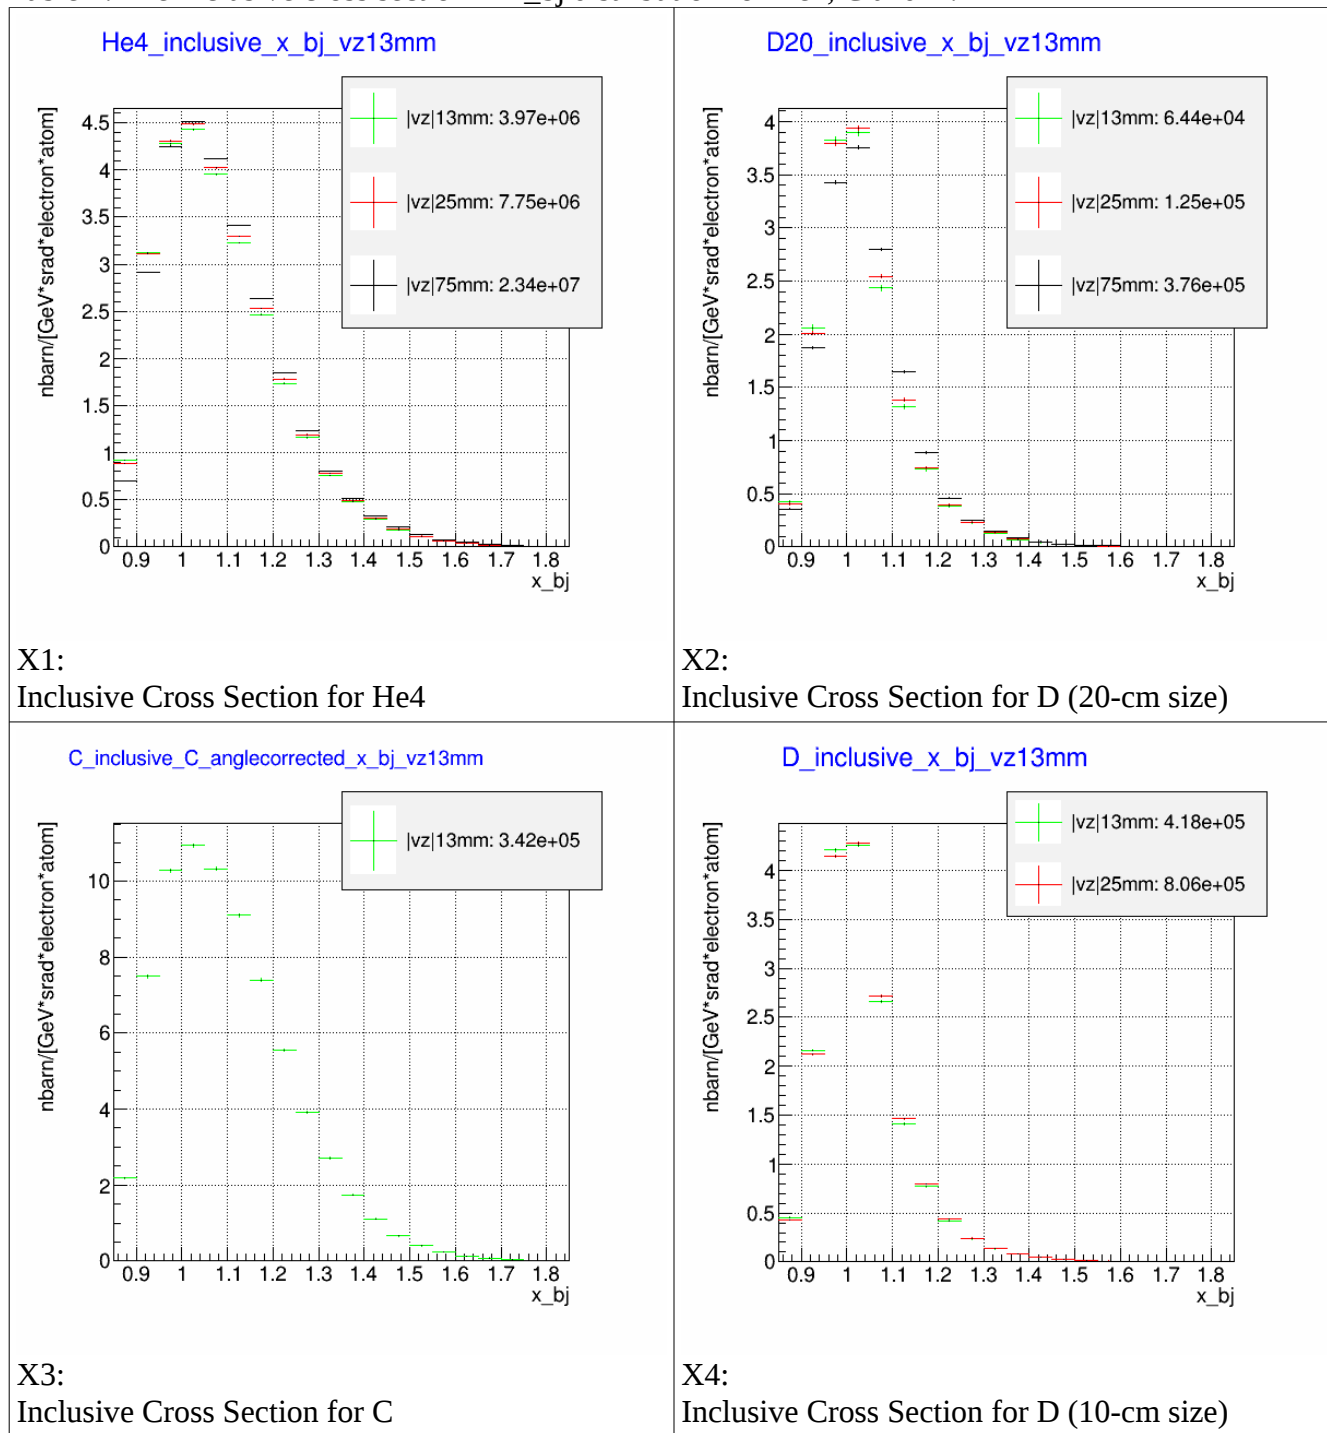 He4_inclusive_x_bj_vz13mm
|vz|13mm: 3.97e+06
|vz|25mm: 7.75e+06
|vz|75mm: 2.34e+07
nbarn/[GeV*srad*electron*atom]
4.5
4
3.5
3
2.5
2
1.5
1
0.5
0
0.9 1 1.1 1.2 1.3 1.4 1.5 1.6 1.7 1.8
x_bj
X1:
Inclusive Cross Section for He4
D20_inclusive_x_bj_vz13mm
|vz|13mm: 6.44e+04
|vz|25mm: 1.25e+05
|vz|75mm: 3.76e+05
nbarn/[GeV*srad*electron*atom]
4
3.5
3
2.5
2
1.5
1
0.5
0
0.9 1 1.1 1.2 1.3 1.4 1.5 1.6 1.7 1.8
x_bj
X2:
Inclusive Cross Section for D (20-cm size)
C_inclusive_C_anglecorrected_x_bj_vz13mm
|vz|13mm: 3.42e+05
nbarn/[GeV*srad*electron*atom]
10
8
6
4
2
0
0.9 1 1.1 1.2 1.3 1.4 1.5 1.6 1.7 1.8
x_bj
X3:
Inclusive Cross Section for C
D_inclusive_x_bj_vz13mm
|vz|13mm: 4.18e+05
|vz|25mm: 8.06e+05
nbarn/[GeV*srad*electron*atom]
4
3.5
3
2.5
2
1.5
1
0.5
0
0.9 1 1.1 1.2 1.3 1.4 1.5 1.6 1.7 1.8
x_bj
X4:
Inclusive Cross Section for D (10-cm size)